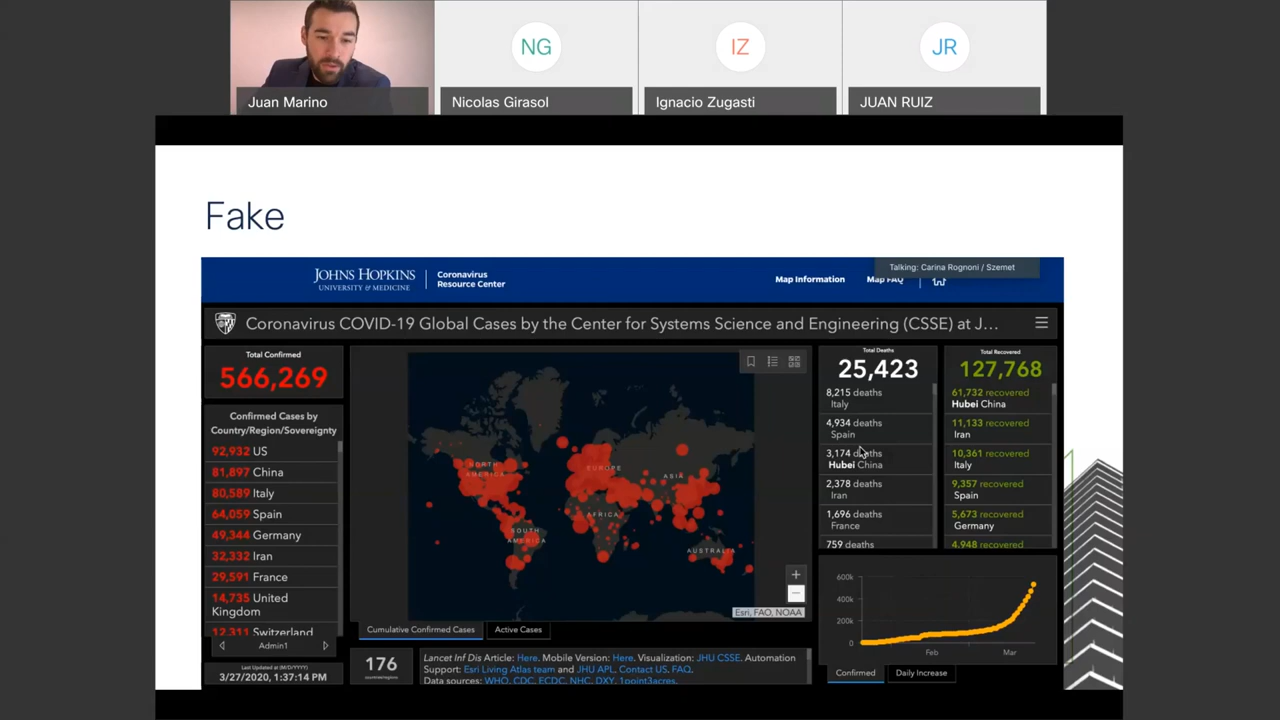 NG
IZ
JR
Juan Marino
Nicolas Girasol
Ignacio Zugasti
JUAN RUIZ
Fake
JOHNS HOPKINS
UNIVERSITY & MEDICINE
Coronavirus
Resource Center
Map Information
Map FAQ
Talking: Carina Rognoni / Szemet
Coronavirus COVID-19 Global Cases by the Center for Systems Science and Engineering (CSSE) at J...
Total Confirmed
566,269
Confirmed Cases by
Country/Region/Sovereignty
92,932 US
81,897 China
80,589 Italy
64,059 Spain
49,344 Germany
32,332 Iran
29,591 France
14,735 United
Kingdom
12,311 Switzerland
Admin1
Last Updated at (M/D/YYYY)
3/27/2020, 1:37:14 PM
NORTH
AMERICA
EUROPE
ASIA
AFRICA
SOUTH
AMERICA
AUSTRALIA
Esri, FAO, NOAA
Cumulative Confirmed Cases
Active Cases
176
countries/regions
Lancet Inf Dis Article: Here. Mobile Version: Here. Visualization: JHU CSSE. Automation
Support: Esri Living Atlas team and JHU APL. Contact US. FAQ.
Data sources: WHO, CDC, ECDC, NHC, DXY, 1point3acres,
Total Deaths
25,423
8,215 deaths
Italy
4,934 deaths
Spain
3,174 deaths
Hubei China
2,378 deaths
Iran
1,696 deaths
France
759 deaths
Total Recovered
127,768
61,732 recovered
Hubei China
11,133 recovered
Iran
10,361 recovered
Italy
9,357 recovered
Spain
5,673 recovered
Germany
4,948 recovered
600k
400k
200k
0
Feb
Mar
Confirmed
Daily Increase